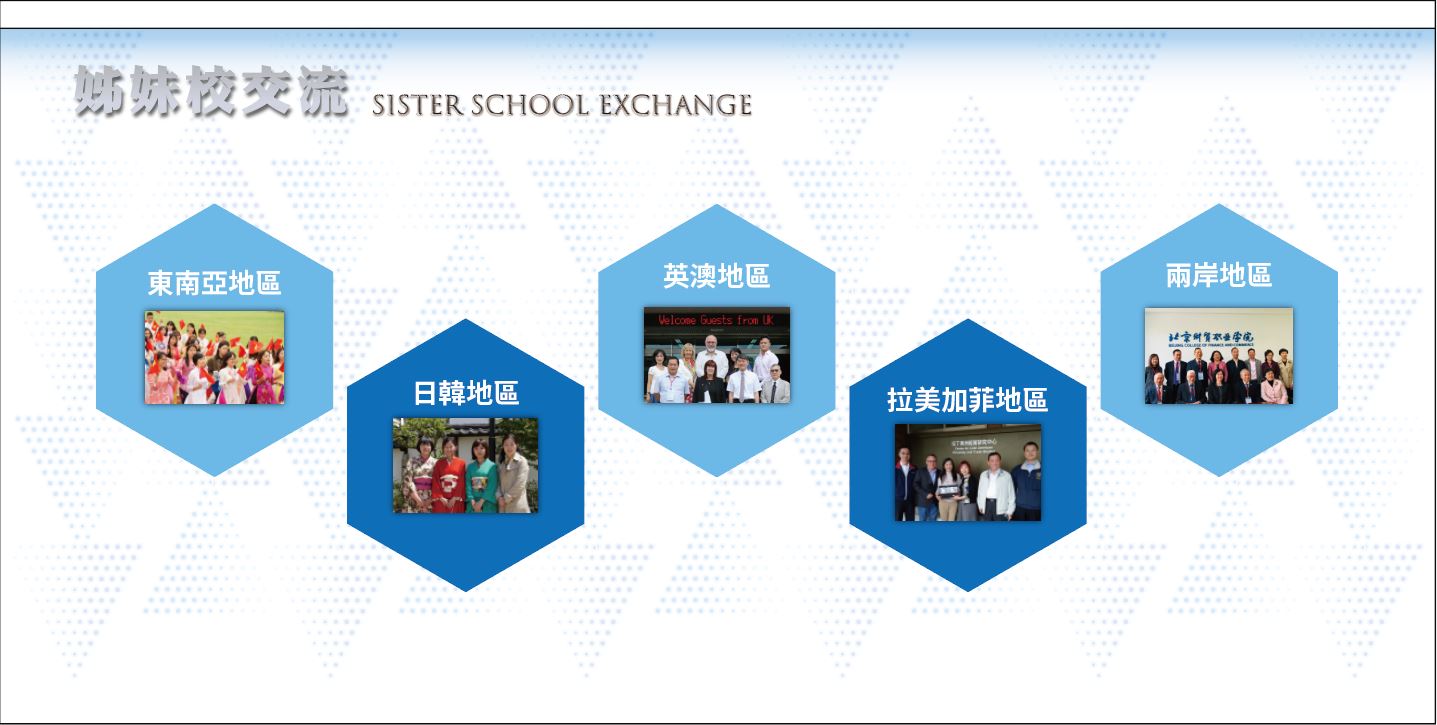 姊妹校交流 SISTER SCHOOL EXCHANGE
東南亞地區
日韓地區
英澳地區
Welcome Guests from UK
拉美加菲地區
兩岸地區
北京财贸职业学院
BEIJING COLLEGE OF FINANCE AND COMMERCE